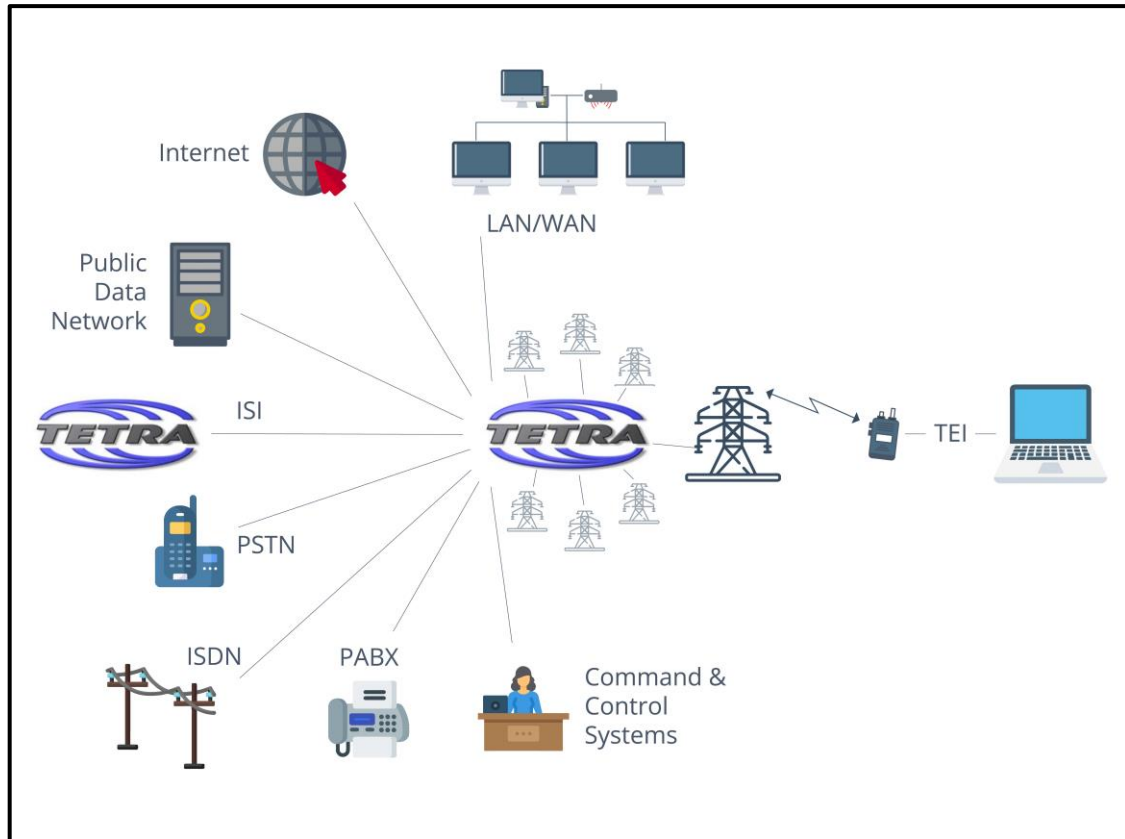 Internet
LAN/WAN
Public
Data
Network
TETRA
ISI
TETRA
TEI
PSTN
ISDN
PABX
Command &
Control
Systems